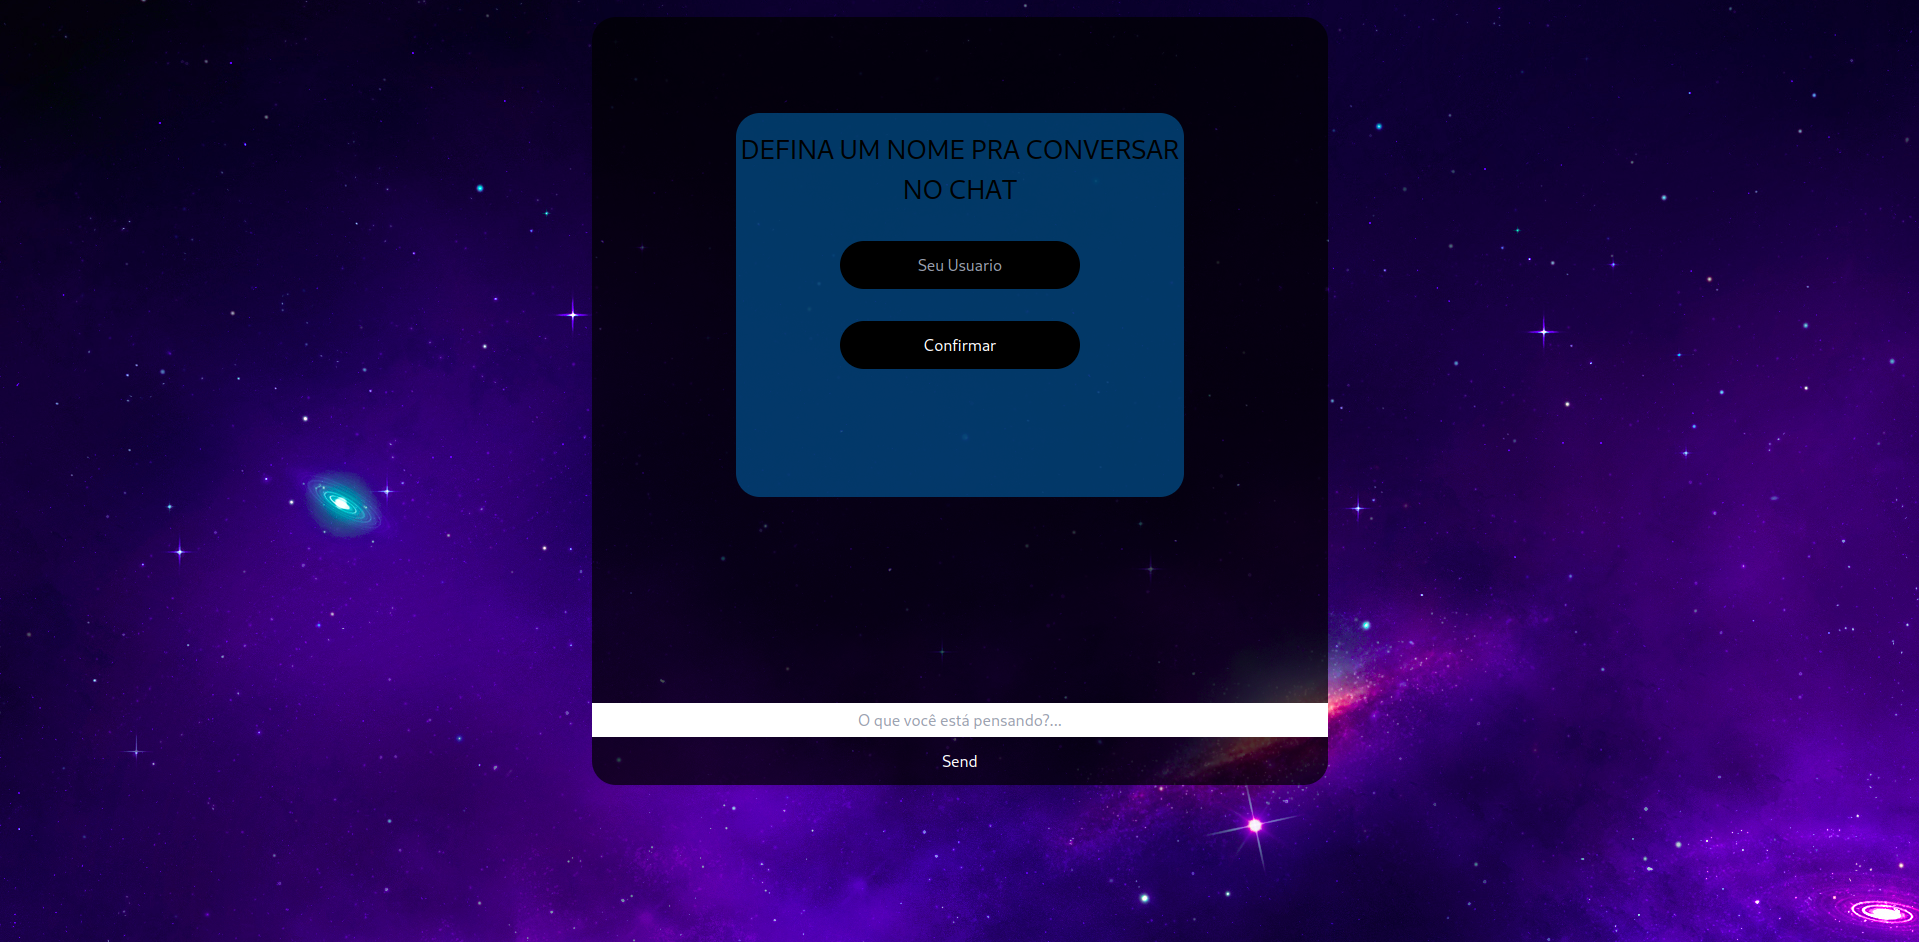 DEFINA UM NOME PRA CONVERSAR
NO CHAT
Seu Usuario
Confirmar
O que você está pensando?...
Send